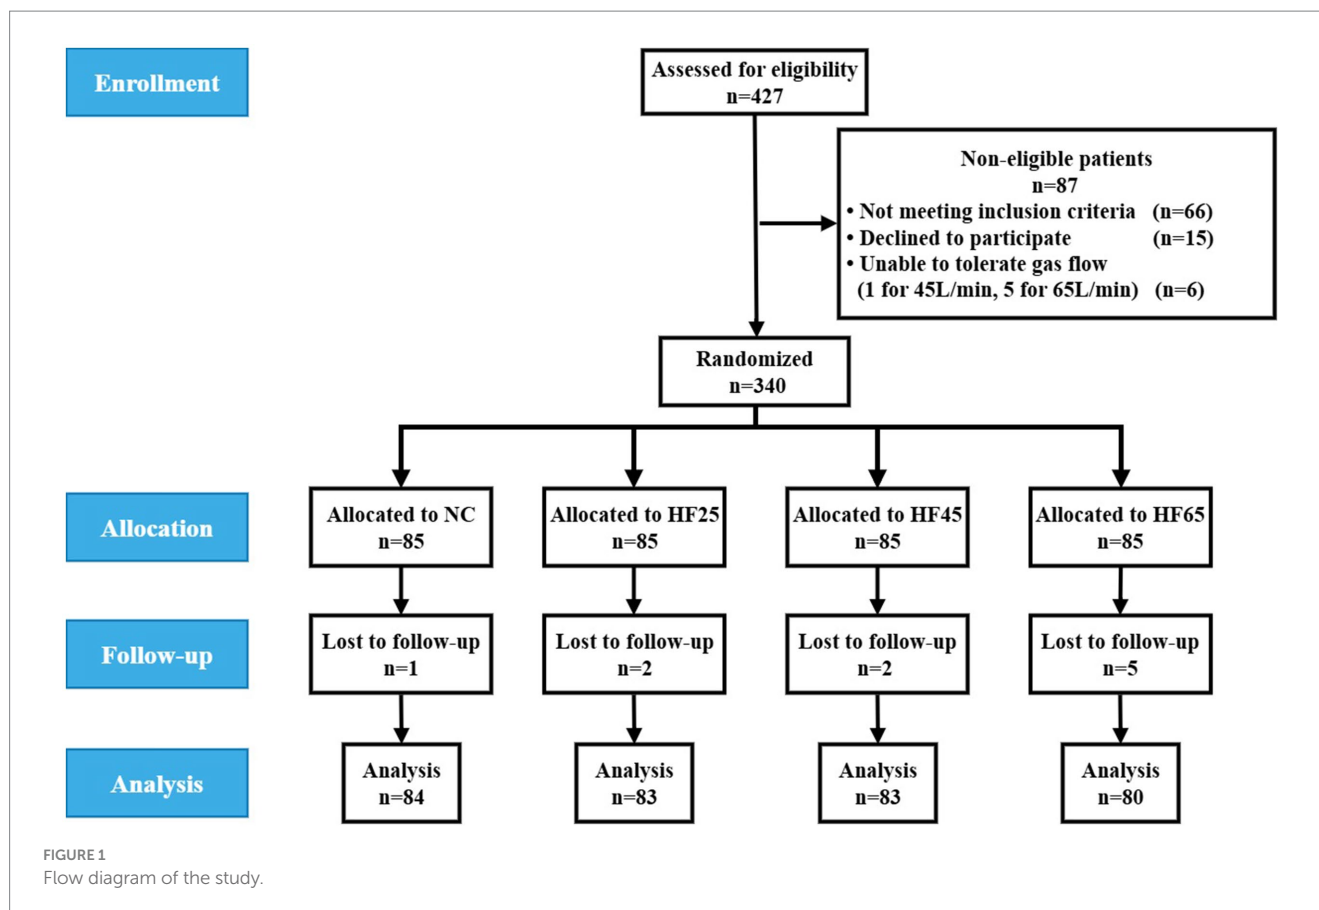 Enrollment
Assessed for eligibility
n=427
Non-eligible patients
n=87
• Not meeting inclusion criteria (n=66)
• Declined to participate (n=15)
• Unable to tolerate gas flow
(1 for 45L/min, 5 for 65L/min) (n=6)
Randomized
n=340
Allocation
Allocated to NC
n=85
Allocated to HF25
n=85
Allocated to HF45
n=85
Allocated to HF65
n=85
Follow-up
Lost to follow-up
n=1
Lost to follow-up
n=2
Lost to follow-up
n=2
Lost to follow-up
n=5
Analysis
Analysis
n=84
Analysis
n=83
Analysis
n=83
Analysis
n=80
FIGURE 1
Flow diagram of the study.